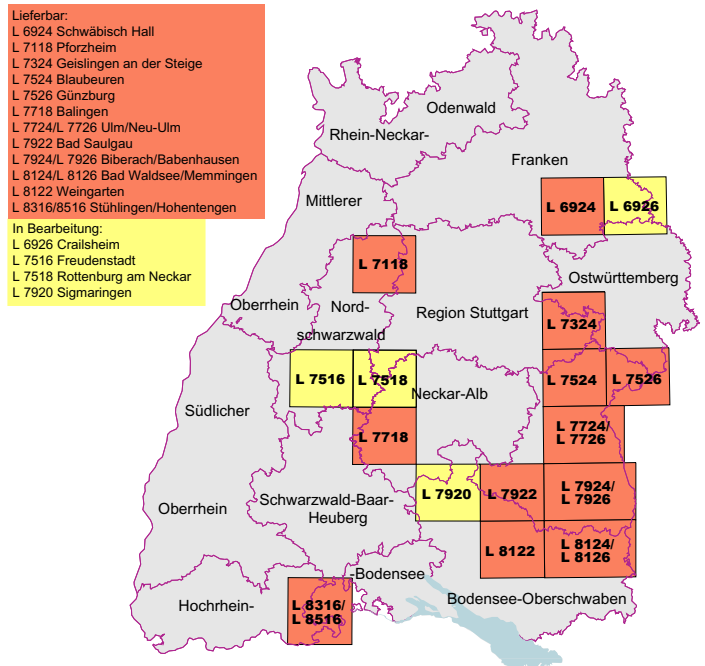 Lieferbar:
L 6924 Schwäbisch Hall
L 7118 Pforzheim
L 7324 Geislingen an der Steige
L 7524 Blaubeuren
L 7526 Günzburg
L 7718 Balingen
L 7724/L 7726 Ulm/Neu-Ulm
L 7922 Bad Saulgau
L 7924/L 7926 Biberach/Babenhausen
L 8124/L 8126 Bad Waldsee/Memmingen
L 8122 Weingarten
L 8316/8516 Stühlingen/Hohentengen
In Bearbeitung:
L 6926 Crailsheim
L 7516 Freudenstadt
L 7518 Rottenburg am Neckar
L 7920 Sigmaringen
Odenwald
Rhein-Neckar-
Franken
Mittlerer
L 6924
L 6926
L 7118
Ostwürttemberg
Oberrhein
Nord-
schwarzwald
Region Stuttgart
L 7324
L 7516
L 7518
Neckar-Alb
L 7524
L 7526
Südlicher
L 7718
L 7724/
L 7726
Oberrhein
Schwarzwald-Baar-
Heuberg
L 7920
L 7922
L 7924/
L 7926
L 8122
L 8124/
L 8126
-Bodensee
Hochrhein-
L 8316/
L 8516
Bodensee-Oberschwaben